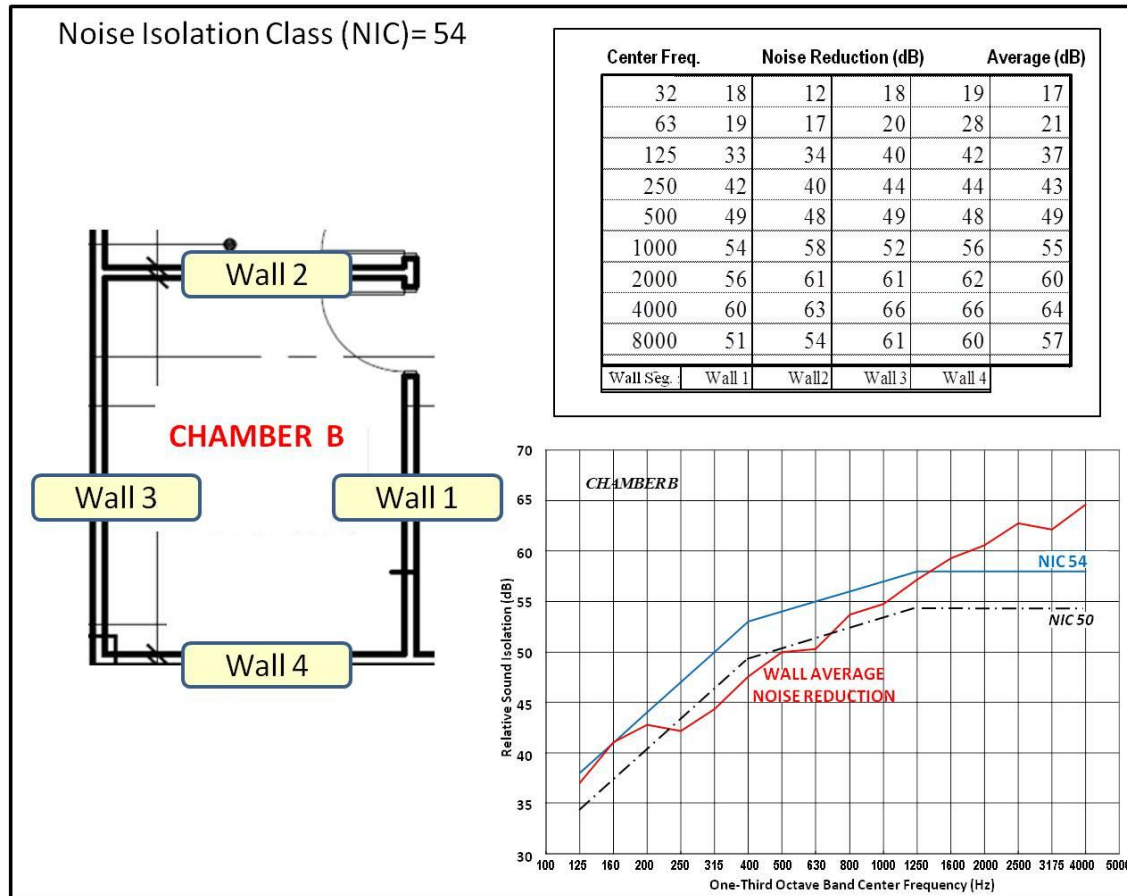 Noise Isolation Class (NIC)= 54
Center Freq. Noise Reduction (dB) Average (dB)
32 18 12 18 19 17
63 19 17 20 28 21
125 33 34 40 42 37
250 42 40 44 44 43
500 49 48 49 48 49
1000 54 58 52 56 55
2000 56 61 61 62 60
4000 60 63 66 66 64
8000 51 54 61 60 57
Wall Seg. : Wall 1 Wall2 Wall 3 Wall 4
Wall 2
CHAMBER B
Wall 3
Wall 1
Wall 4
CHAMBER B
Relative Sound Isolation (dB)
70
65
60
55
50
45
40
35
30
NIC 54
NIC 50
WALL AVERAGE
NOISE REDUCTION
100 125 160 200 250 315 400 500 630 800 1000 1250 1600 2000 2500 3175 4000 5000
One-Third Octave Band Center Frequency (Hz)